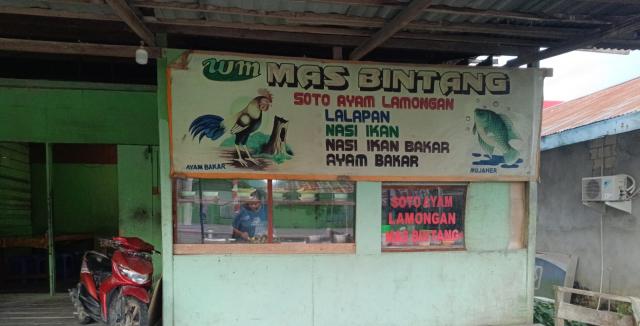 WM MAS BINTANG
SOTO AYAM LAMONGAN
LALAPAN
NASI IKAN
NASI IKAN BAKAR
AYAM BAKAR
AYAM BAKAR
MUJAHER
SOTO AYAM
LAMONGAN
MAS BINTANG